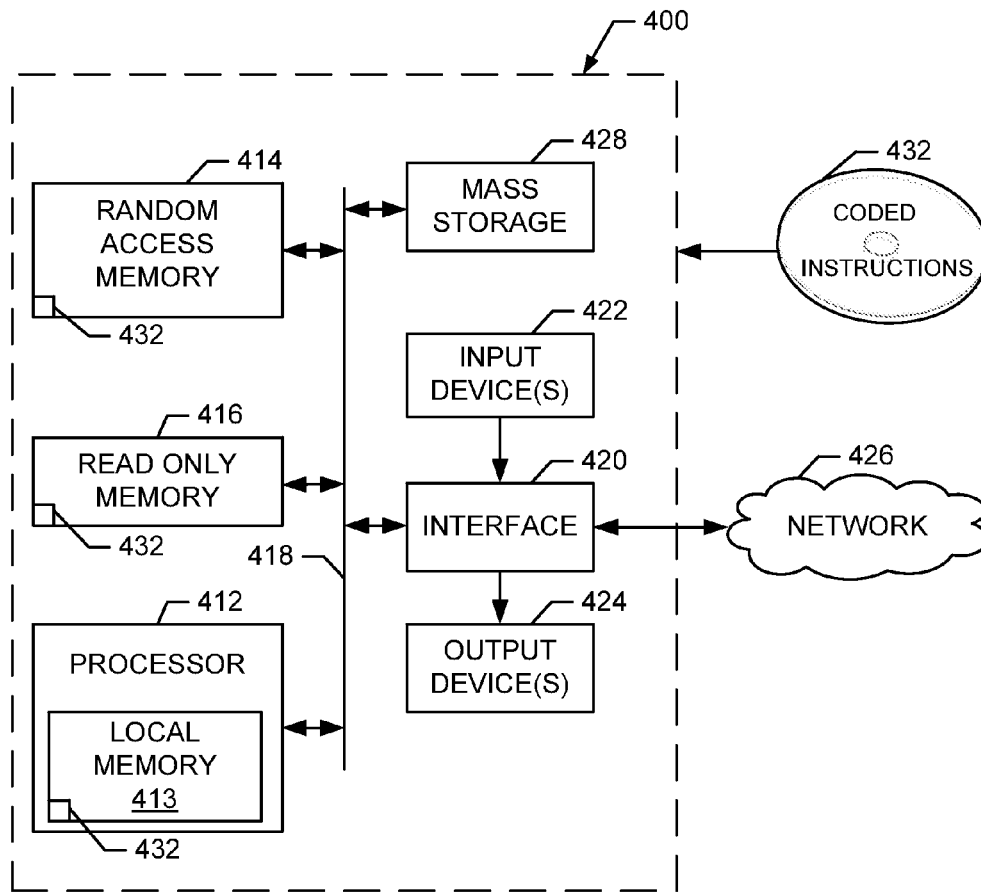 400
414
RANDOM
ACCESS
MEMORY
432
428
MASS
STORAGE
432
CODED
INSTRUCTIONS
422
INPUT
DEVICE(S)
416
READ ONLY
MEMORY
432
420
INTERFACE
426
NETWORK
418
412
PROCESSOR
LOCAL
MEMORY
413
432
424
OUTPUT
DEVICE(S)